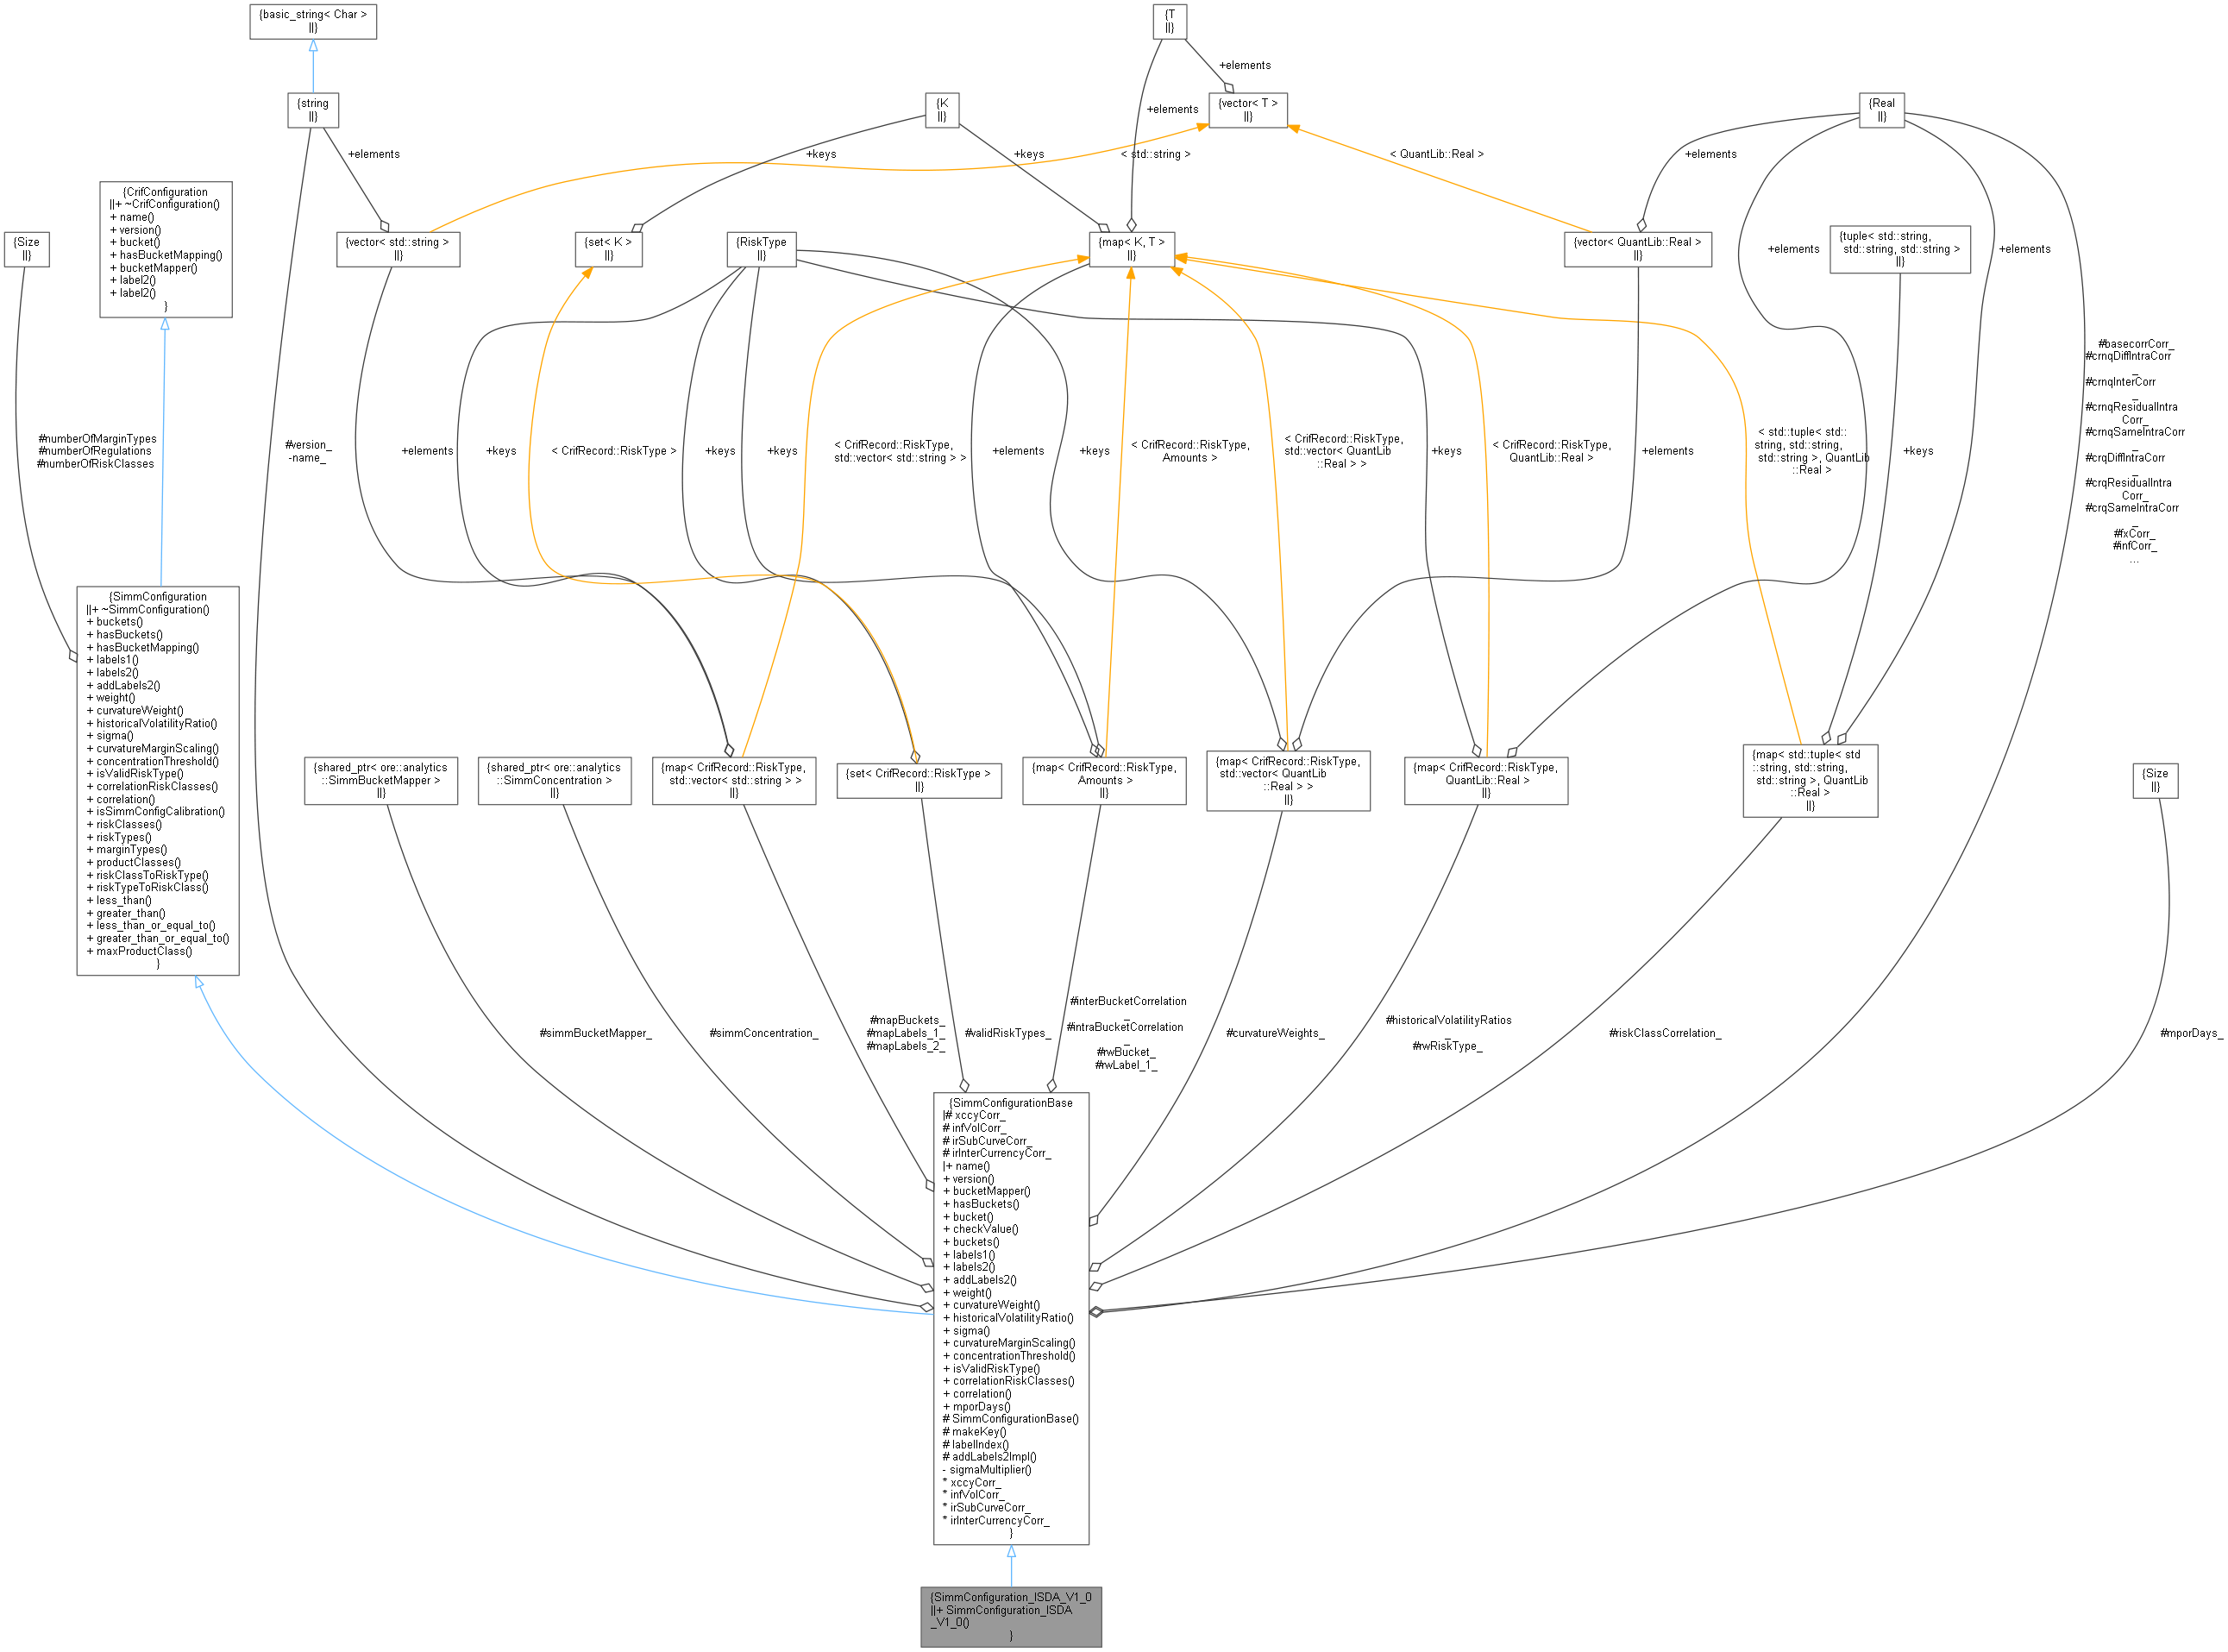 {basic_string< Char >
||}
{T
||}
+elements
{string
||}
{K
||}
{vector< T >
||}
{Real
||}
+elements
+elements
+keys
+keys
< std::string >
< QuantLib::Real >
+elements
{CrifConfiguration
||+ ~CrifConfiguration()
+ name()
+ version()
+ bucket()
+ hasBucketMapping()
+ bucketMapper()
+ label2()
+ label2()
}
{Size
||}
{vector< std::string >
||}
{set< K >
||}
{RiskType
||}
{map< K, T >
||}
{vector< QuantLib::Real >
||}
+elements
{tuple< std::string,
std::string, std::string >
||}
+elements
#basecorrCorr_
#crnqDiffIntraCorr
_
#crnqInterCorr
_
#crnqResidualIntra
Corr_
#crnqSameIntraCorr
_
#crqDiffIntraCorr
_
#crqResidualIntra
Corr_
#crqSameIntraCorr
_
#fxCorr_
#infCorr_
...
#numberOfMarginTypes
#numberOfRegulations
#numberOfRiskClasses
#version_
-name_
+elements
+keys
< CrifRecord::RiskType >
+keys
+keys
< CrifRecord::RiskType,
std::vector< std::string > >
+elements
+keys
< CrifRecord::RiskType,
Amounts >
< CrifRecord::RiskType,
std::vector< QuantLib
::Real > >
+keys
< CrifRecord::RiskType,
QuantLib::Real >
+elements
< std::tuple< std::
string, std::string,
std::string >, QuantLib
::Real >
+keys
{SimmConfiguration
||+ ~SimmConfiguration()
+ buckets()
+ hasBuckets()
+ hasBucketMapping()
+ labels1()
+ labels2()
+ addLabels2()
+ weight()
+ curvatureWeight()
+ historicalVolatilityRatio()
+ sigma()
+ curvatureMarginScaling()
+ concentrationThreshold()
+ isValidRiskType()
+ correlationRiskClasses()
+ correlation()
+ isSimmConfigCalibration()
+ riskClasses()
+ riskTypes()
+ marginTypes()
+ productClasses()
+ riskClassToRiskType()
+ riskTypeToRiskClass()
+ less_than()
+ greater_than()
+ less_than_or_equal_to()
+ greater_than_or_equal_to()
+ maxProductClass()
}
{shared_ptr< ore::analytics
::SimmBucketMapper >
||}
{shared_ptr< ore::analytics
::SimmConcentration >
||}
{map< CrifRecord::RiskType,
std::vector< std::string > >
||}
{set< CrifRecord::RiskType >
||}
{map< CrifRecord::RiskType,
Amounts >
||}
{map< CrifRecord::RiskType,
std::vector< QuantLib
::Real > >
||}
{map< CrifRecord::RiskType,
QuantLib::Real >
||}
{map< std::tuple< std
::string, std::string,
std::string >, QuantLib
::Real >
||}
{Size
||}
#simmBucketMapper_
#simmConcentration_
#mapBuckets_
#mapLabels_1_
#mapLabels_2_
#validRiskTypes_
#interBucketCorrelation
_
#intraBucketCorrelation
_
#rwBucket_
#rwLabel_1_
#curvatureWeights_
#historicalVolatilityRatios
_
#rwRiskType_
#riskClassCorrelation_
#mporDays_
{SimmConfigurationBase
|# xccyCorr_
# infVolCorr_
# irSubCurveCorr_
# irInterCurrencyCorr_
|+ name()
+ version()
+ bucketMapper()
+ hasBuckets()
+ bucket()
+ checkValue()
+ buckets()
+ labels1()
+ labels2()
+ addLabels2()
+ weight()
+ curvatureWeight()
+ historicalVolatilityRatio()
+ sigma()
+ curvatureMarginScaling()
+ concentrationThreshold()
+ isValidRiskType()
+ correlationRiskClasses()
+ correlation()
+ mporDays()
# SimmConfigurationBase()
# makeKey()
# labelIndex()
# addLabels2Impl()
- sigmaMultiplier()
* xccyCorr_
* infVolCorr_
* irSubCurveCorr_
* irInterCurrencyCorr_
}
{SimmConfiguration_ISDA_V1_0
||+ SimmConfiguration_ISDA
_V1_0()
}